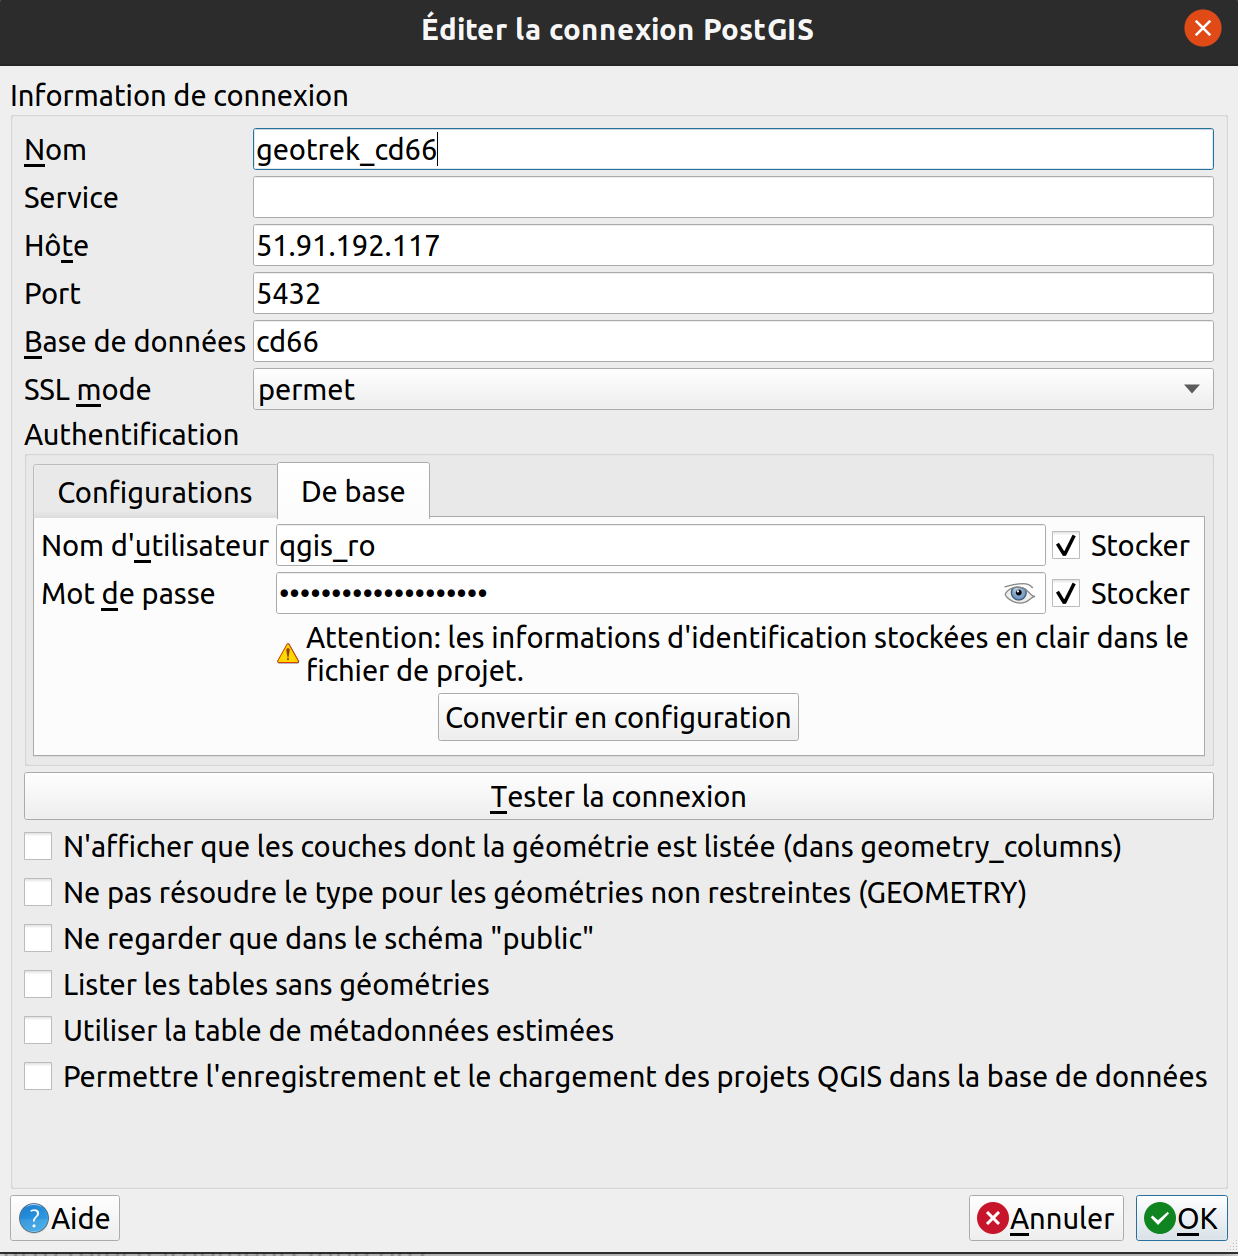 Éditer la connexion PostGIS
Information de connexion
Nom geotrek_cd66
Service
Hôte 51.91.192.117
Port 5432
Base de données cd66
SSL mode permet
Authentification
Configurations De base
Nom d'utilisateur qgis_ro Stocker
Mot de passe ••••••••••••••••••• Stocker
Attention: les informations d'identification stockées en clair dans le
fichier de projet.
Convertir en configuration
Tester la connexion
N'afficher que les couches dont la géométrie est listée (dans geometry_columns)
Ne pas résoudre le type pour les géométries non restreintes (GEOMETRY)
Ne regarder que dans le schéma "public"
Lister les tables sans géométries
Utiliser la table de métadonnées estimées
Permettre l'enregistrement et le chargement des projets QGIS dans la base de données
Aide Annuler OK